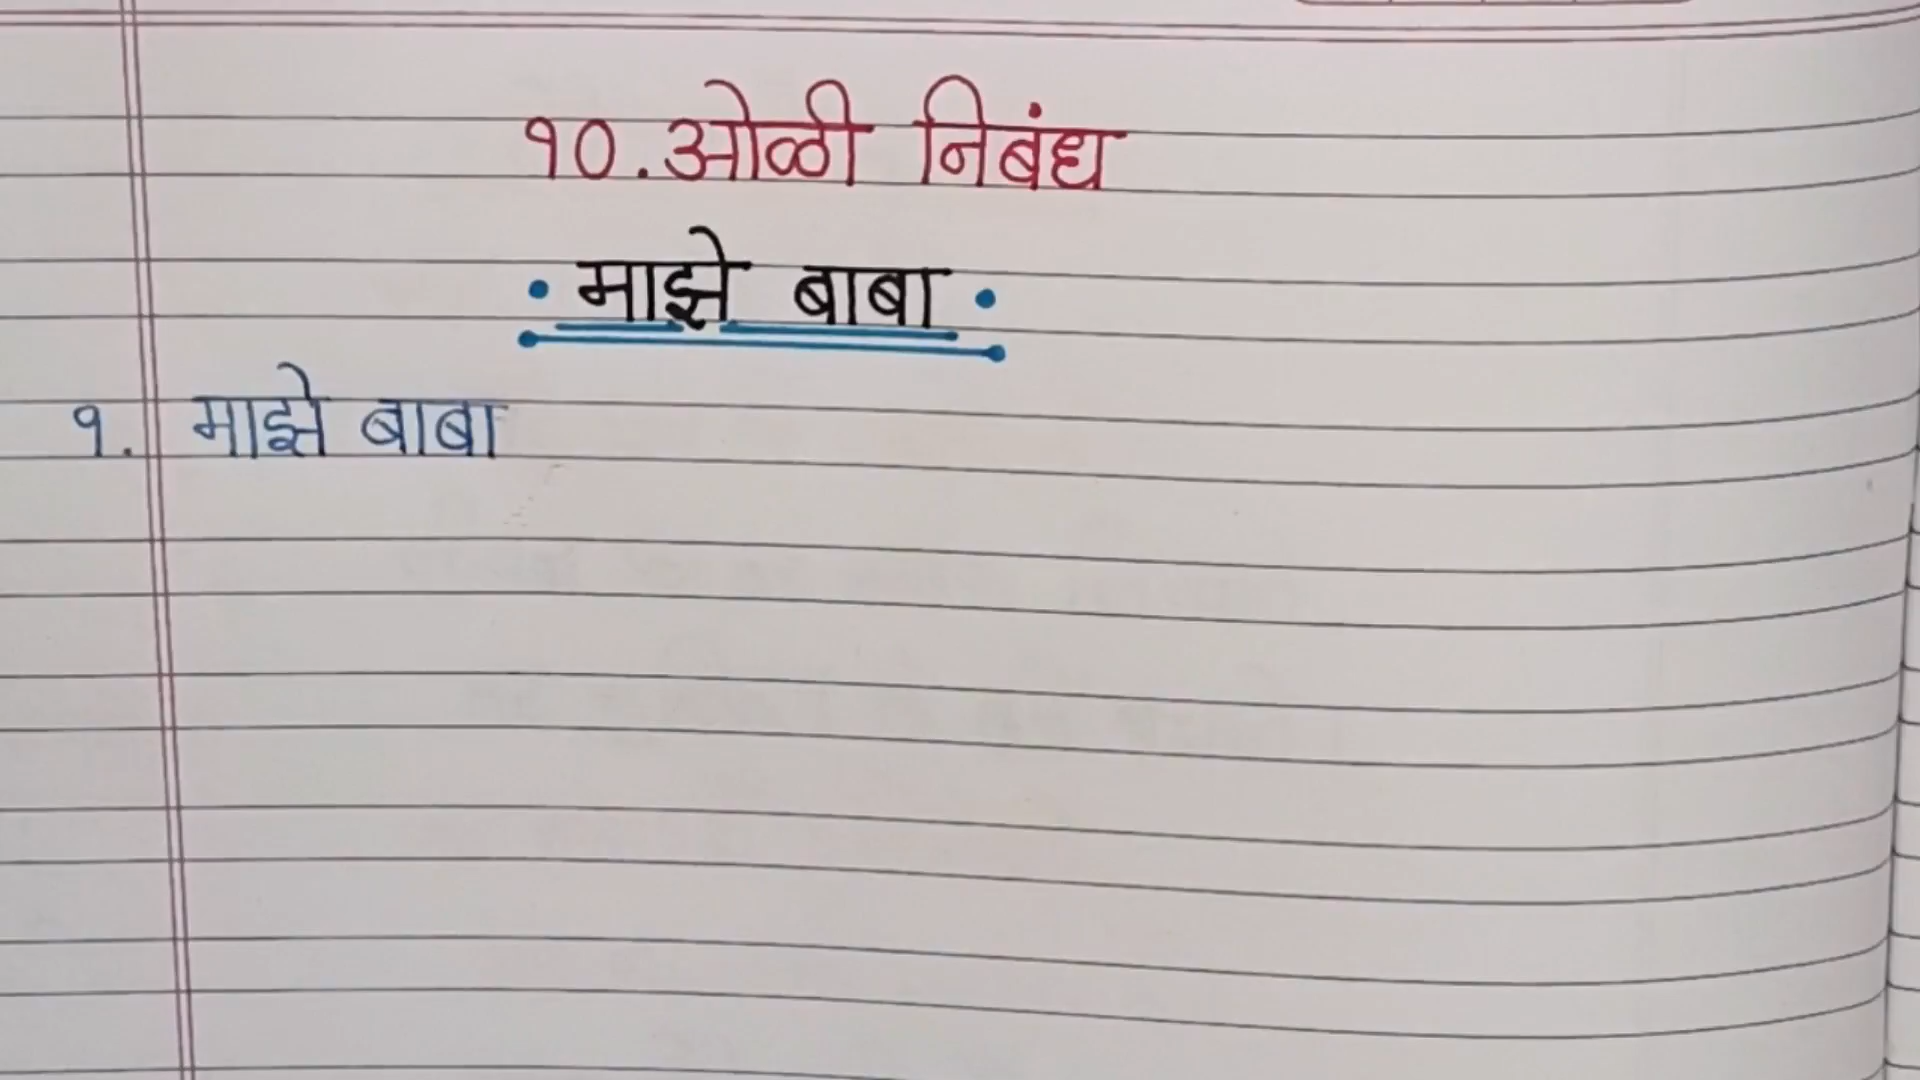 १०.ओळी निबंध
• माझे बाबा •
१. माझे बाबा